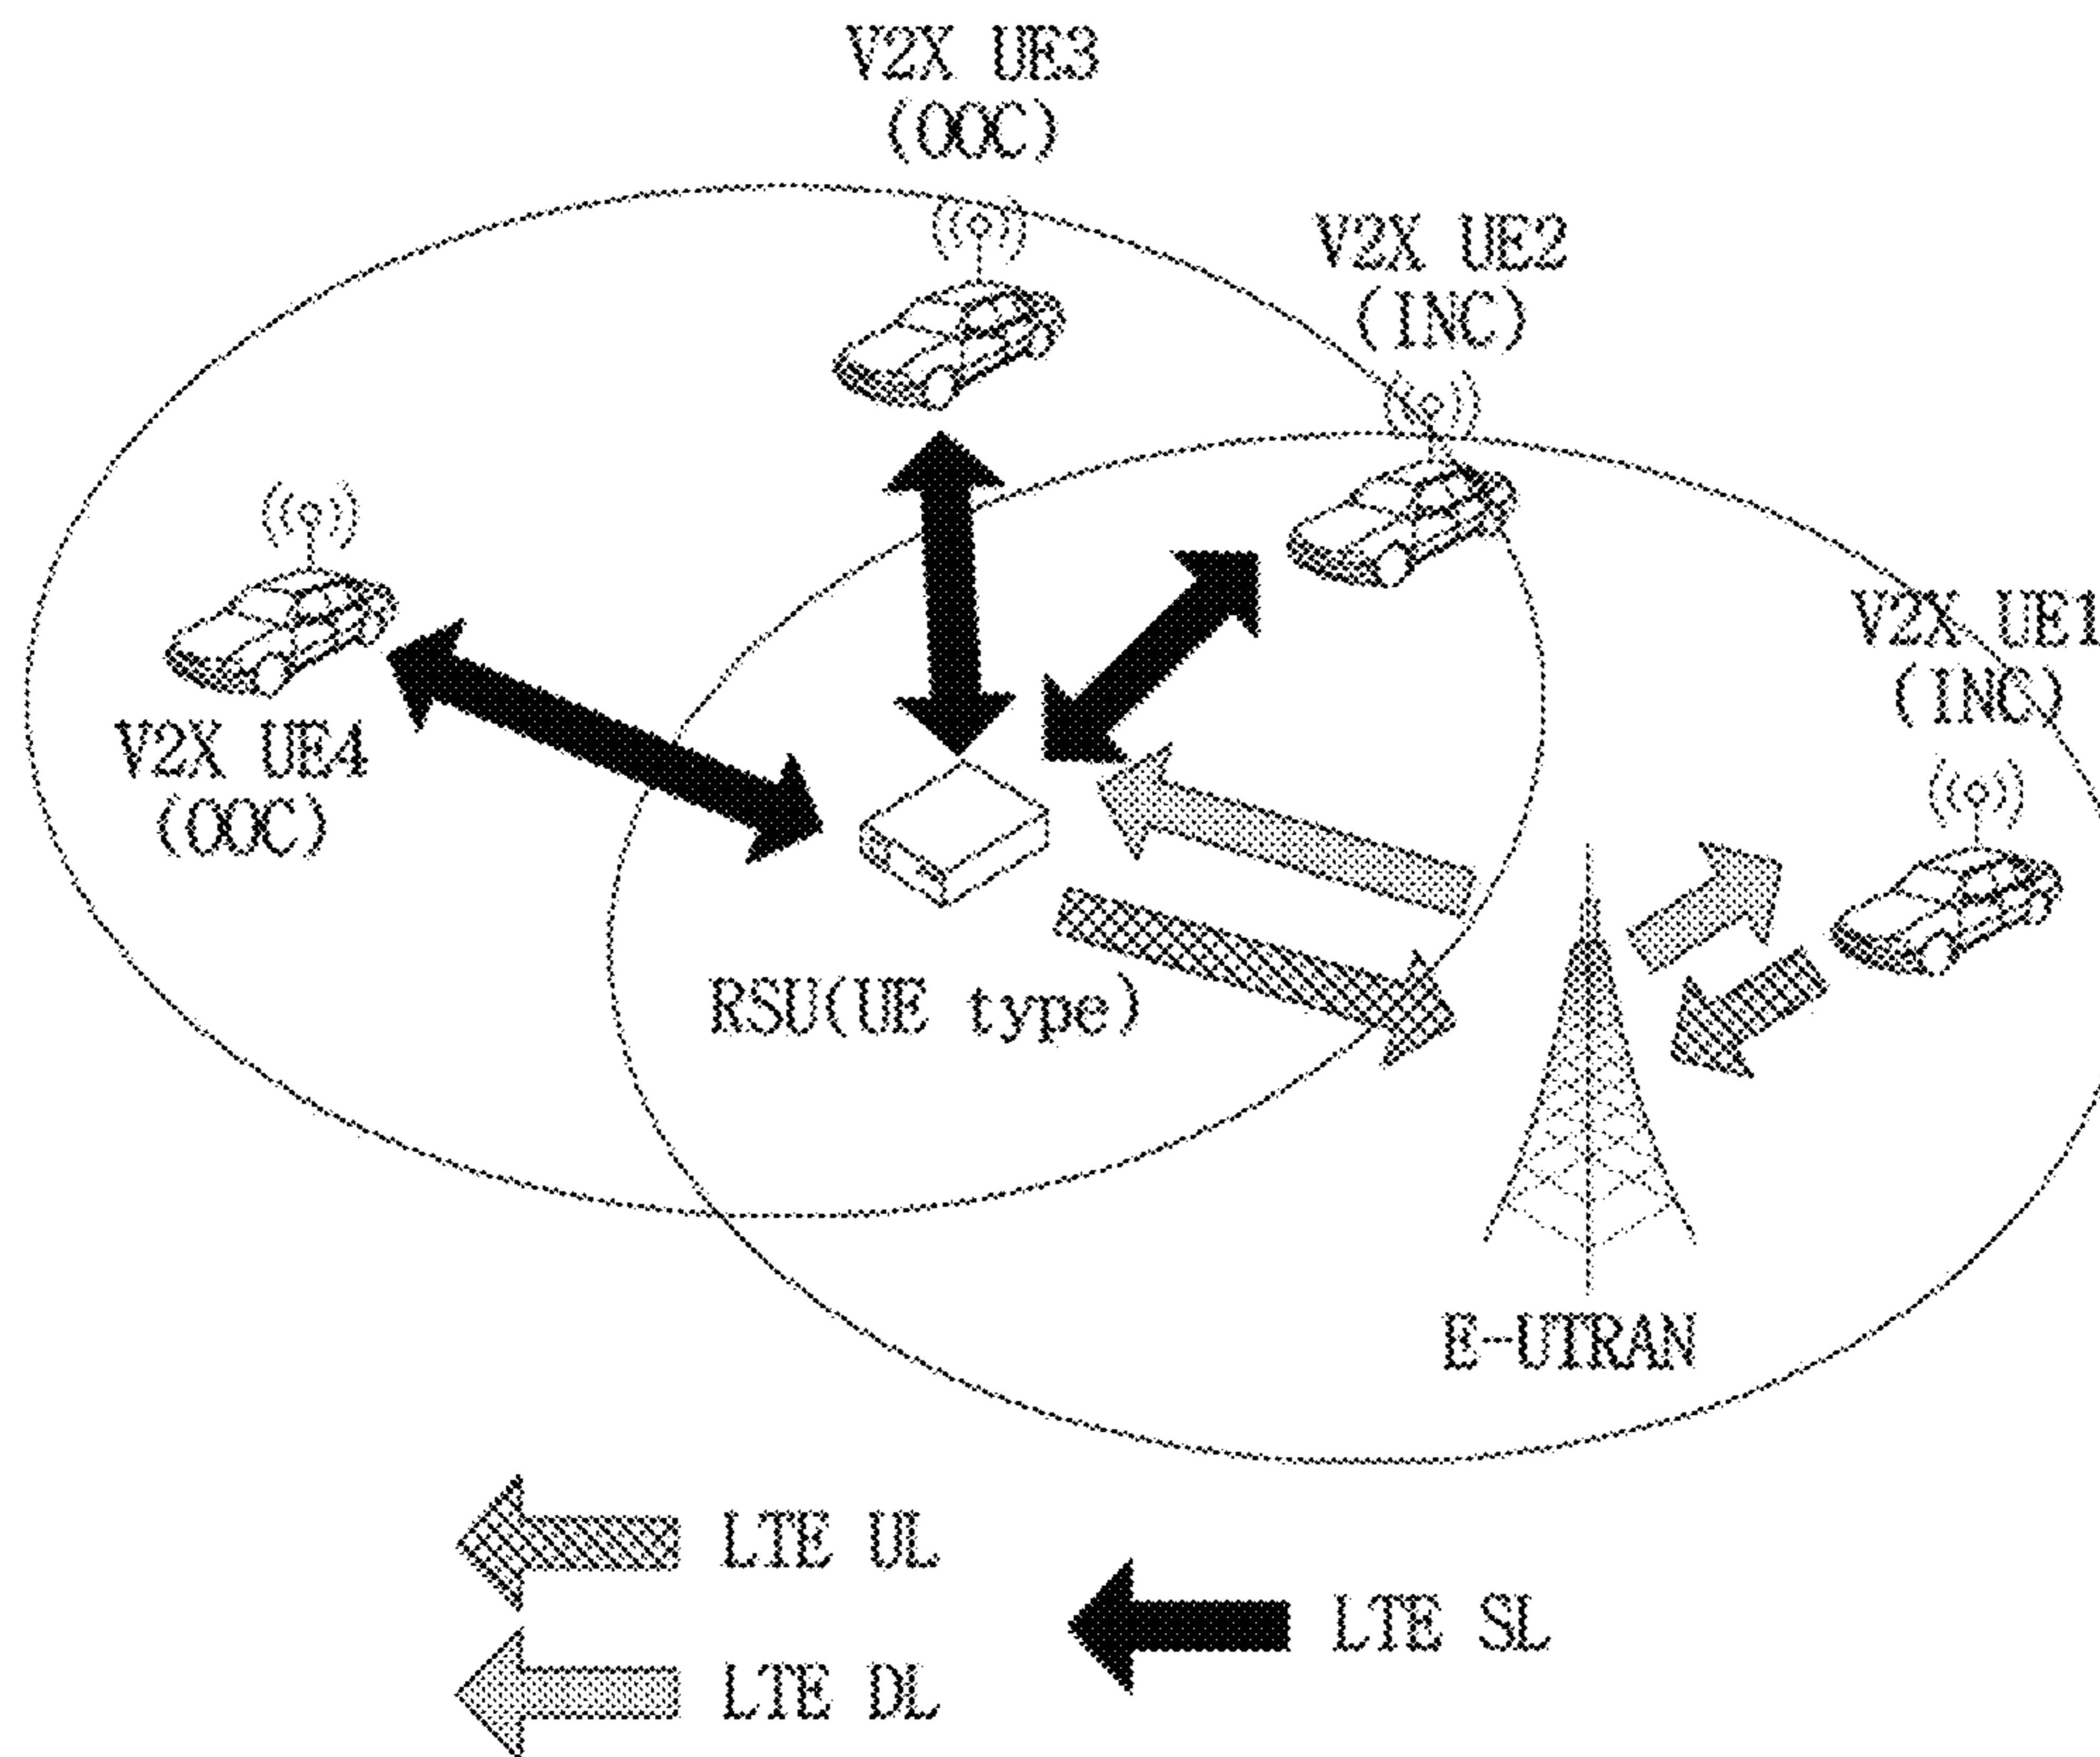 V2X UE3
(OOC)
V2X UE2
(INC)
V2X UE1
(INC)
V2X UE4
(OOC)
RSU(UE type)
E-UTRAN
LTE UL
LTE SL
LTE DL